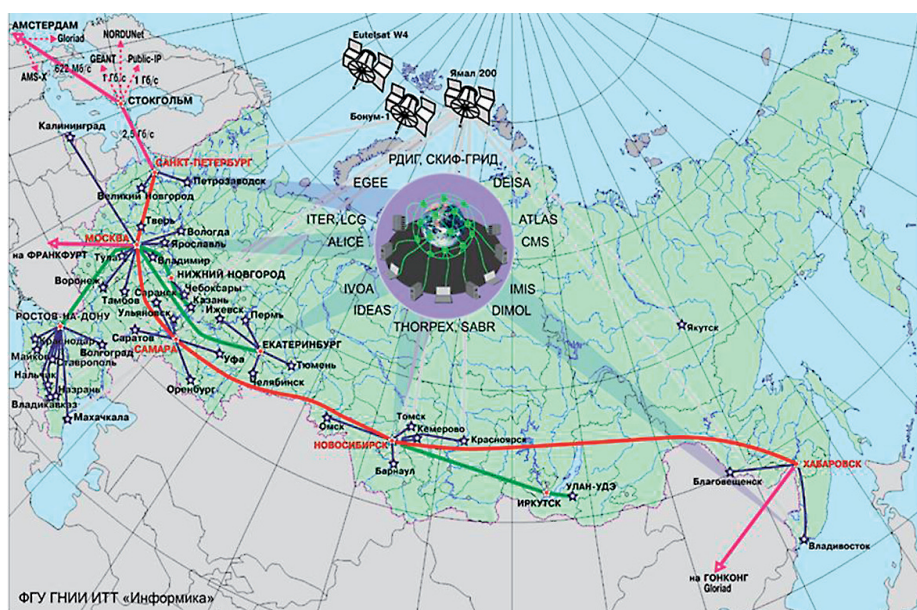 АМСТЕРДАМ
Gloriad
NORDUNet
GEANT
Public-IP
622 Мб/с
1 Гб/с
1 Гб/с
AMS-X
СТОКГОЛЬМ
2,5 Гб/с
Eutelsat W4
Бонум-1
Ямал 200
Калининград
САНКТ-ПЕТЕРБУРГ
Петрозаводск
Великий Новгород
Тверь
Вологда
МОСКВА
Ярославль
на ФРАНКФУРТ
Тула
Владимир
НИЖНИЙ НОВГОРОД
Воронеж
Саранск
Чебоксары
Тамбов
Казань
РОСТОВ-НА-ДОНУ
Ульяновск
Ижевск
Пермь
Краснодар
Саратов
ЕКАТЕРИНБУРГ
Майкоп
Волгоград
САМАРА
Ставрополь
Уфа
Тюмень
Нальчик
Челябинск
Назрань
Оренбург
Владикавказ
Махачкала
РДИГ, СКИФ-ГРИД
EGEE
DEISA
ITER,LCG
ATLAS
ALICE
CMS
IVOA
IMIS
IDEAS
DIMOL
THORPEX, SABR
Якутск
Омск
Томск
Кемерово
НОВОСИБИРСК
Красноярск
Барнаул
ИРКУТСК
УЛАН-УДЭ
ХАБАРОВСК
Благовещенск
Владивосток
на ГОНКОНГ
Gloriad
ФГУ ГНИИ ИТТ «Информика»